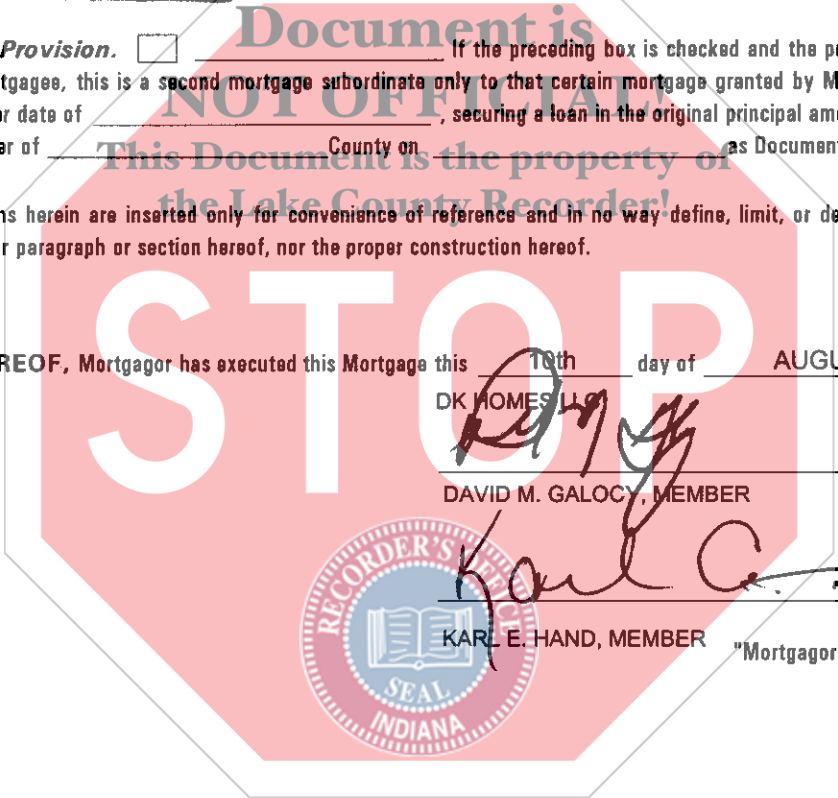 Document is
Provision. If the preceding box is checked and the
tgagee, this is a second mortgage subordinate only to that certain mortgage granted by
NOT OFFICIAL!
r date of , securing a loan in the original principal
er of County on as Document
This Document is the property of
the Lake County Recorder!
ns herein are inserted only for convenience of reference and in no way define, limit, or
r paragraph or section hereof, nor the proper construction hereof.
STOP
REOF, Mortgagor has executed this Mortgage this 10th day of AUGU
DK HOMES LLC
DAVID M. GALOCY, MEMBER
Karl
KARL E. HAND, MEMBER "Mortgagor
RECORDER'S OFFICE
SEAL
INDIANA